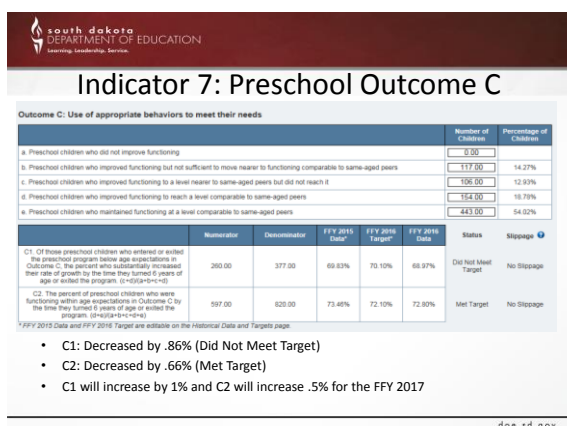 south dakota
DEPARTMENT OF EDUCATION
Learning. Leadership. Service.
Indicator 7: Preschool Outcome C
Outcome C: Use of appropriate behaviors to meet their needs
Number of Children Percentage of Children
a. Preschool children who did not improve functioning 0.00
b. Preschool children who improved functioning but not sufficient to move nearer to functioning comparable to same-aged peers 117.00 14.27%
c. Preschool children who improved functioning to a level nearer to same-aged peers but did not reach it 106.00 12.93%
d. Preschool children who improved functioning to reach a level comparable to same-aged peers 154.00 18.78%
e. Preschool children who maintained functioning at a level comparable to same-aged peers 443.00 54.02%
Numerator Denominator FFY 2015 Data* FFY 2016 Target* FFY 2016 Data Status Slippage
C1. Of those preschool children who entered or exited
the preschool program below age expectations in
Outcome C, the percent who substantially increased
their rate of growth by the time they turned 6 years of
age or exited the program. (c+d)/(a+b+c+d)
260.00 377.00 69.83% 70.10% 68.97% Did Not Meet Target No Slippage
C2. The percent of preschool children who were
functioning within age expectations in Outcome C by
the time they turned 6 years of age or exited the
program. (d+e)/(a+b+c+d+e)
597.00 820.00 73.46% 72.10% 72.80% Met Target No Slippage
* FFY 2015 Data and FFY 2016 Target are editable on the Historical Data and Targets page.
• C1: Decreased by .86% (Did Not Meet Target)
• C2: Decreased by .66% (Met Target)
• C1 will increase by 1% and C2 will increase .5% for the FFY 2017